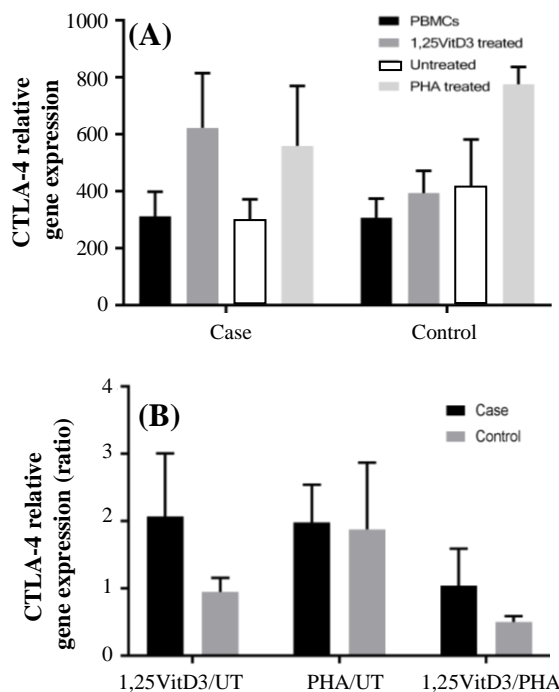 (A)
PBMCs
1,25VitD3 treated
Untreated
PHA treated
CTLA-4 relative
gene expression
1000
800
600
400
200
0
Case
Control
(B)
Case
Control
CTLA-4 relative
gene expression (ratio)
4
3
2
1
0
1,25VitD3/UT
PHA/UT
1,25VitD3/PHA